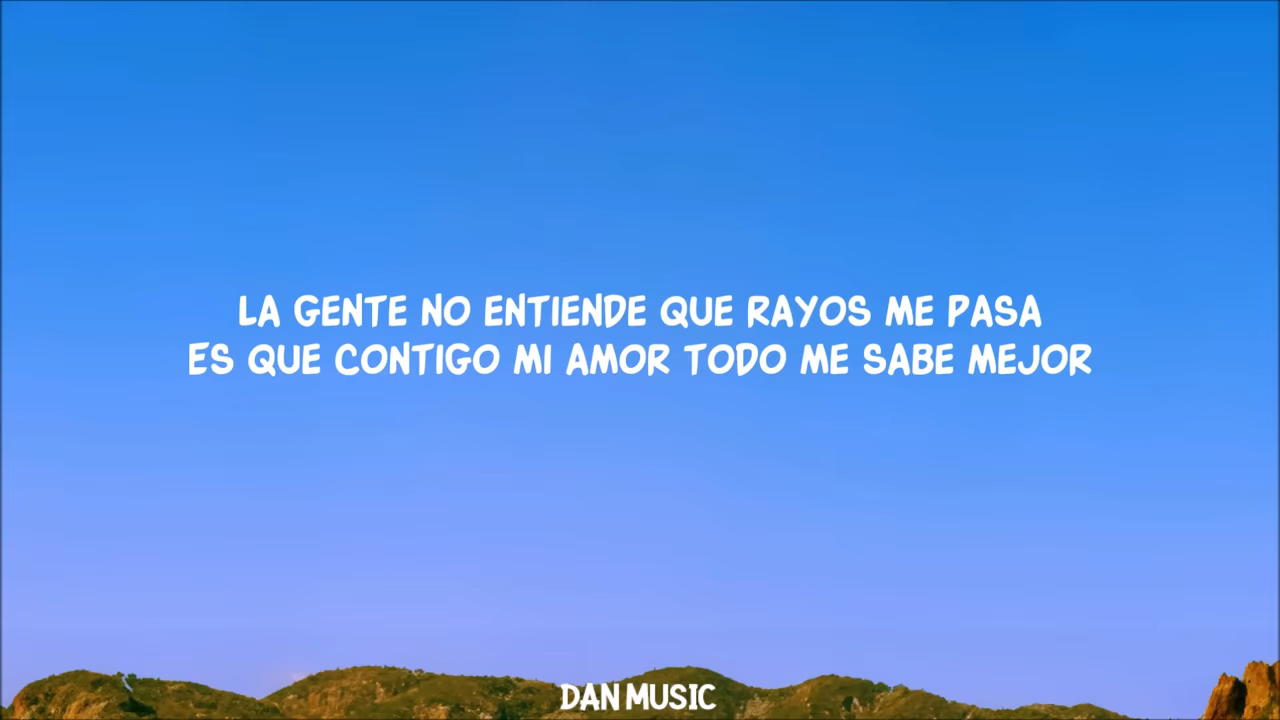 LA GENTE NO ENTIENDE QUE RAYOS ME PASA
ES QUE CONTIGO MI AMOR TODO ME SABE MEJOR
DAN MUSIC